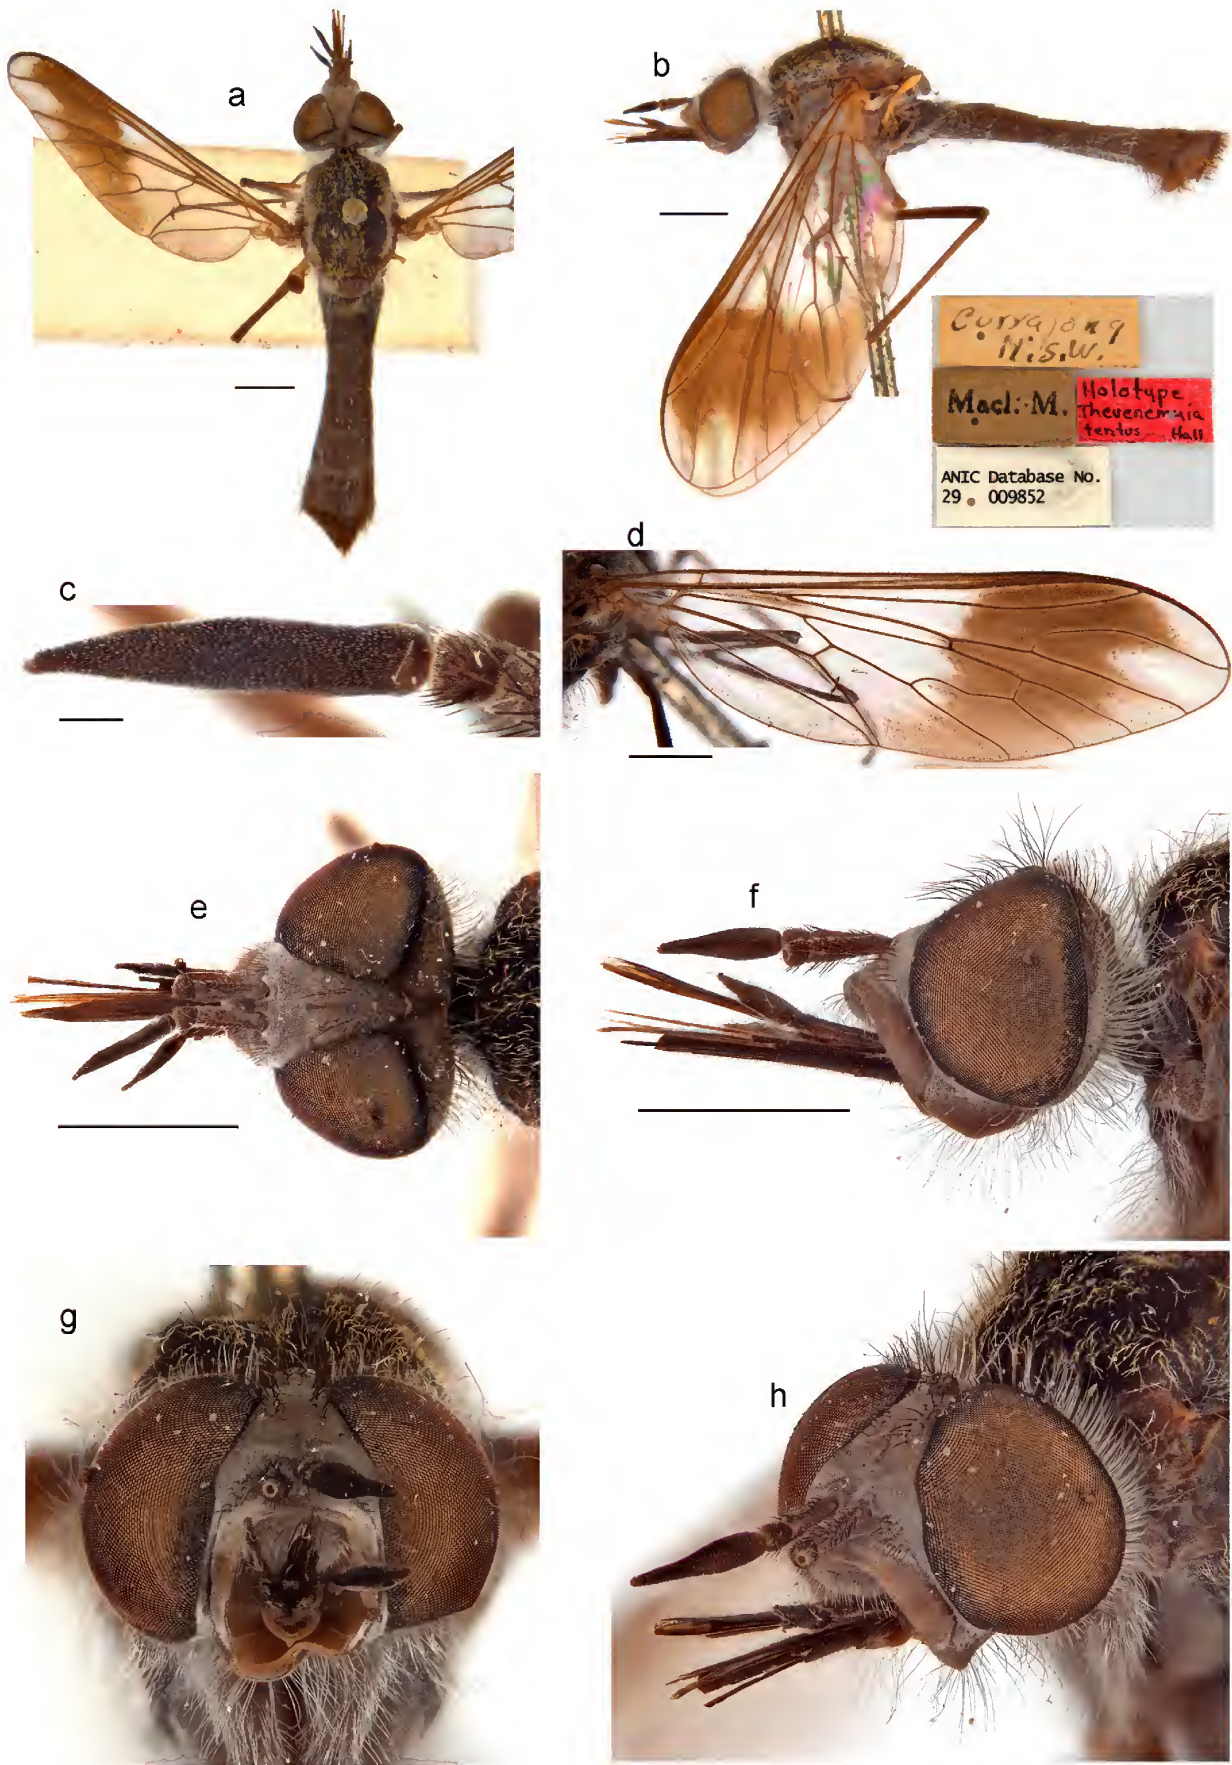 a
b
Currajong
N.S.W.
Macl. M.
Holotype
Thevenemyia
tentus Hall
ANIC Database No.
29 009852
c
d
e
f
g
h